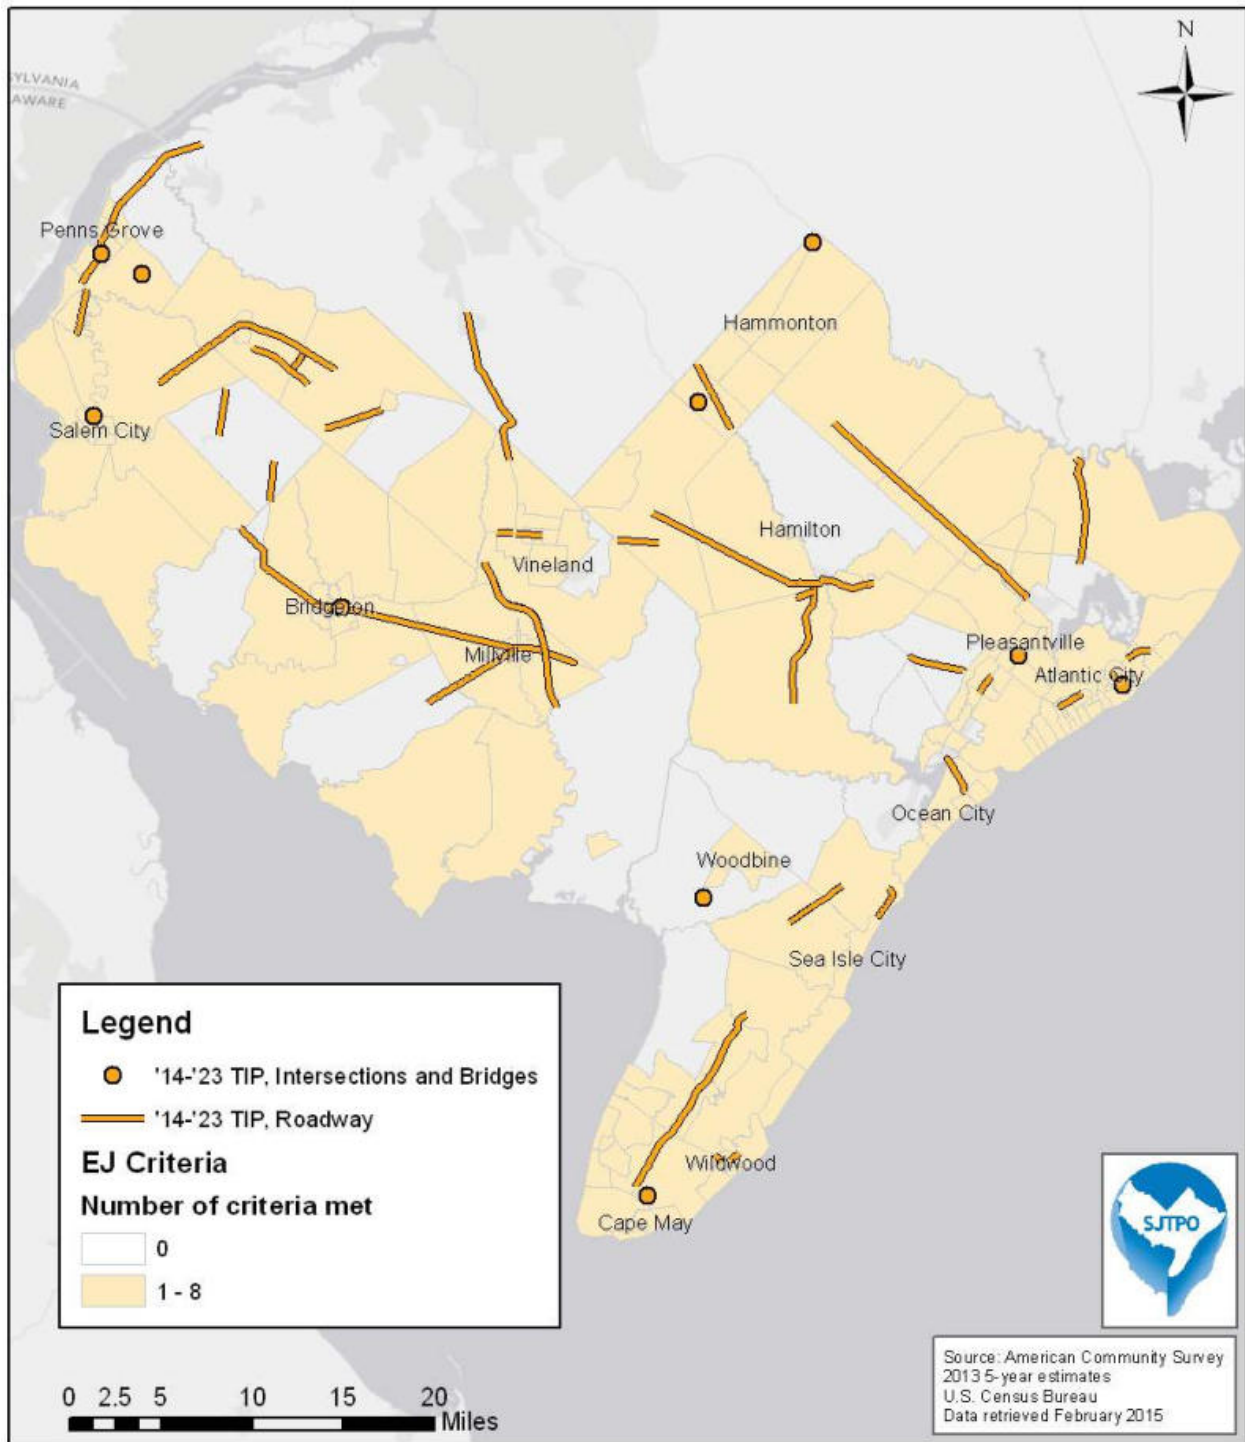 N
SYLVANIA
AWARE
Penns Grove
Hammonton
Salem City
Hamilton
Vineland
Bridgeton
Millville
Pleasantville
Atlantic City
Ocean City
Woodbine
Sea Isle City
Wildwood
Cape May
Legend
'14-'23 TIP, Intersections and Bridges
'14-'23 TIP, Roadway
EJ Criteria
Number of criteria met
0
1 - 8
SJTPO
Source: American Community Survey
2013 5-year estimates
U.S. Census Bureau
Data retrieved February 2015
0 2.5 5 10 15 20
Miles